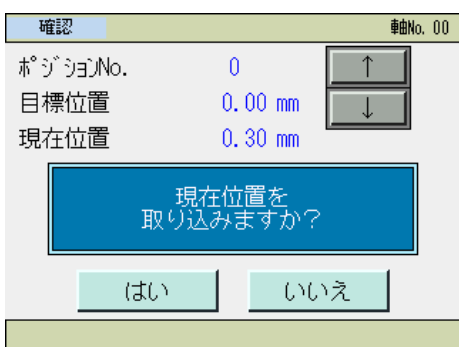 確認 軸No. 00
ポジションNo. 0 ↑
目標位置 0.00 mm ↓
現在位置 0.30 mm
現在位置を
取り込みますか?
はい いいえ